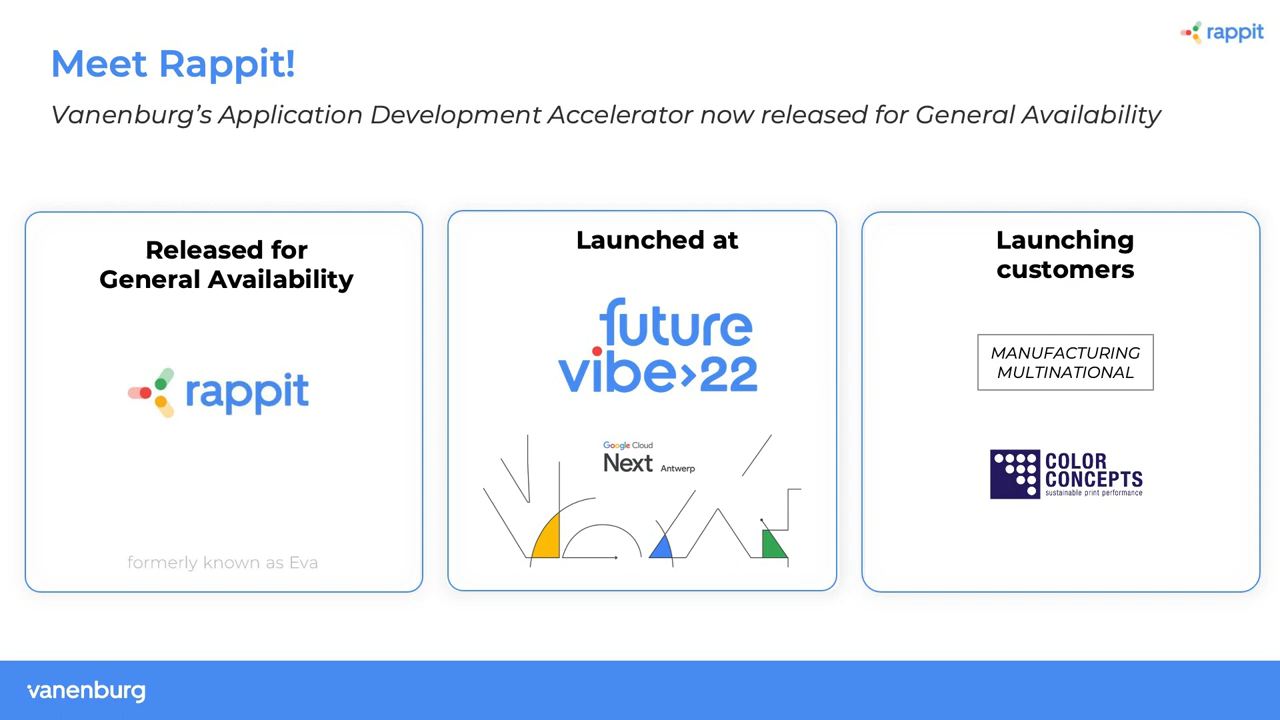 rappit
Meet Rappit!
Vanenburg’s Application Development Accelerator now released for General Availability
Released for
General Availability
rappit
formerly known as Eva
Launched at
future
vibe>22
Google Cloud
Next Antwerp
Launching
customers
MANUFACTURING
MULTINATIONAL
COLOR
CONCEPTS
sustainable print performance
vanenburg